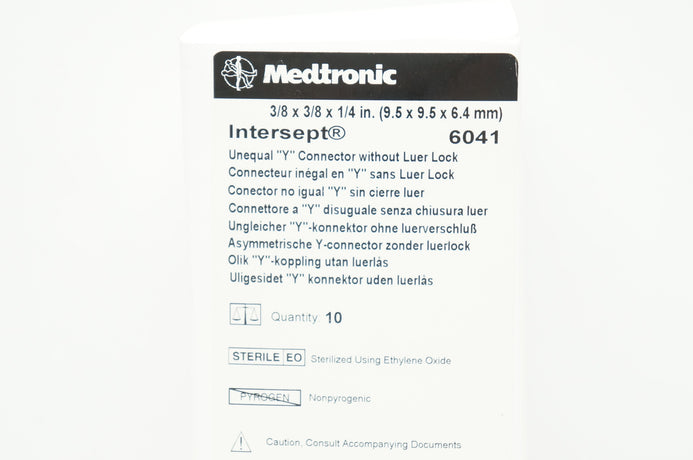 Medtronic
3/8 x 3/8 x 1/4 in. (9.5 x 9.5 x 6.4 mm)
Intersept® 6041
Unequal "Y" Connector without Luer Lock
Connecteur inégal en "Y" sans Luer Lock
Conector no igual "Y" sin cierre luer
Connettore a "Y" disuguale senza chiusura luer
Ungleicher "Y"-konnektor ohne luerverschluß
Asymmetrische Y-connector zonder luerlock
Olik "Y"-koppling utan luerlås
Uligesidet "Y" konnektor uden luerlås
Quantity 10
STERILE EO Sterilized Using Ethylene Oxide
PYROGEN Nonpyrogenic
Caution, Consult Accompanying Documents